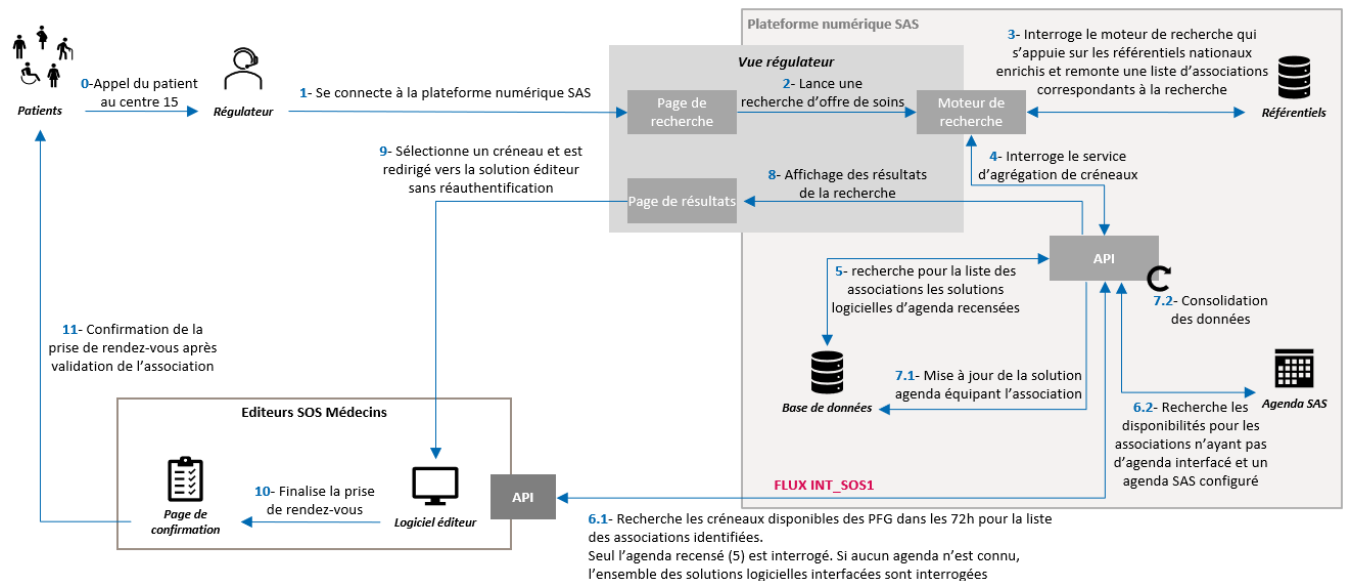 Plateforme numérique SAS
Patients
0-Appel du patient
au centre 15
Régulateur
1- Se connecte à la plateforme numérique SAS
Vue régulateur
Page de
recherche
2- Lance une
recherche d'offre de soins
Moteur de
recherche
3- Interroge le moteur de recherche qui
s'appuie sur les référentiels nationaux
enrichis et remonte une liste d'associations
correspondants à la recherche
Référentiels
4- Interroge le service
d'agrégation de créneaux
API
5- recherche pour la liste des
associations les solutions
logicielles d'agenda recensées
Base de données
7.1- Mise à jour de la solution
agenda équipant l'association
7.2- Consolidation
des données
Agenda SAS
6.2- Recherche les
disponibilités pour les
associations n'ayant pas
d'agenda interfacé et un
agenda SAS configuré
8- Affichage des résultats
de la recherche
Page de résultats
9- Sélectionne un créneau et est
redirigé vers la solution éditeur
sans réauthentification
Editeurs SOS Médecins
Logiciel éditeur
API
FLUX INT_SOS1
6.1- Recherche les créneaux disponibles des PFG dans les 72h pour la liste
des associations identifiées.
Seul l'agenda recensé (5) est interrogé. Si aucun agenda n'est connu,
l'ensemble des solutions logicielles interfacées sont interrogées
10- Finalise la prise
de rendez-vous
Page de
confirmation
11- Confirmation de la
prise de rendez-vous après
validation de l'association